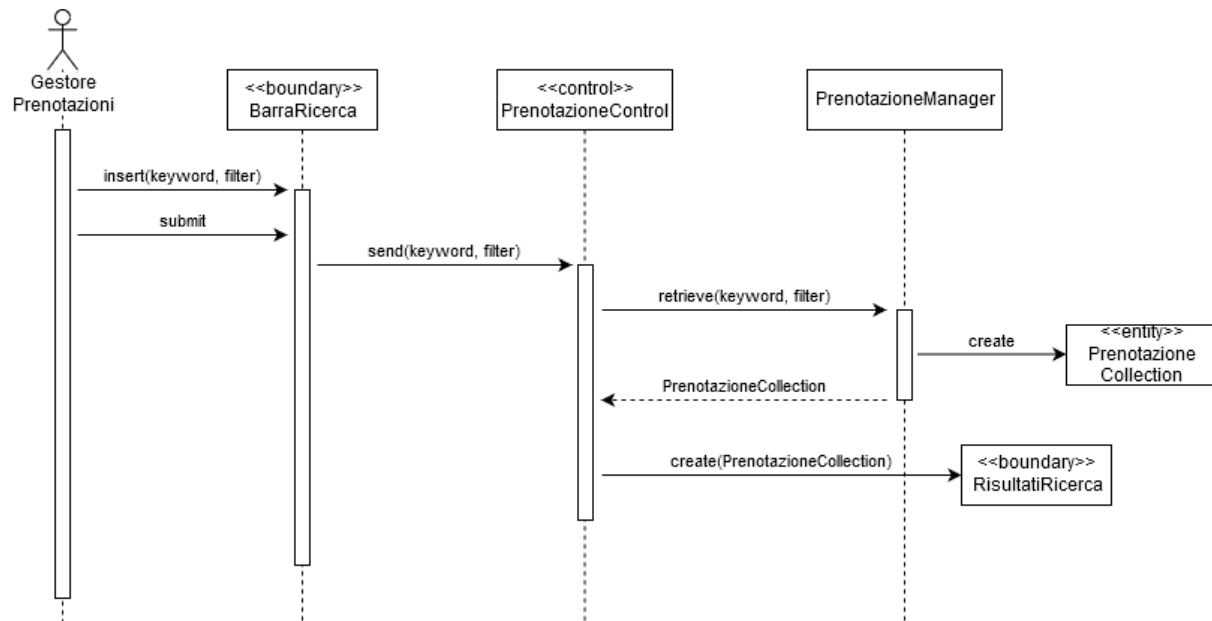 Gestore
Prenotazioni
<<boundary>>
BarraRicerca
<<control>>
PrenotazioneControl
PrenotazioneManager
insert(keyword, filter)
submit
send(keyword, filter)
retrieve(keyword, filter)
create
<<entity>>
Prenotazione
Collection
PrenotazioneCollection
create(PrenotazioneCollection)
<<boundary>>
RisultatiRicerca